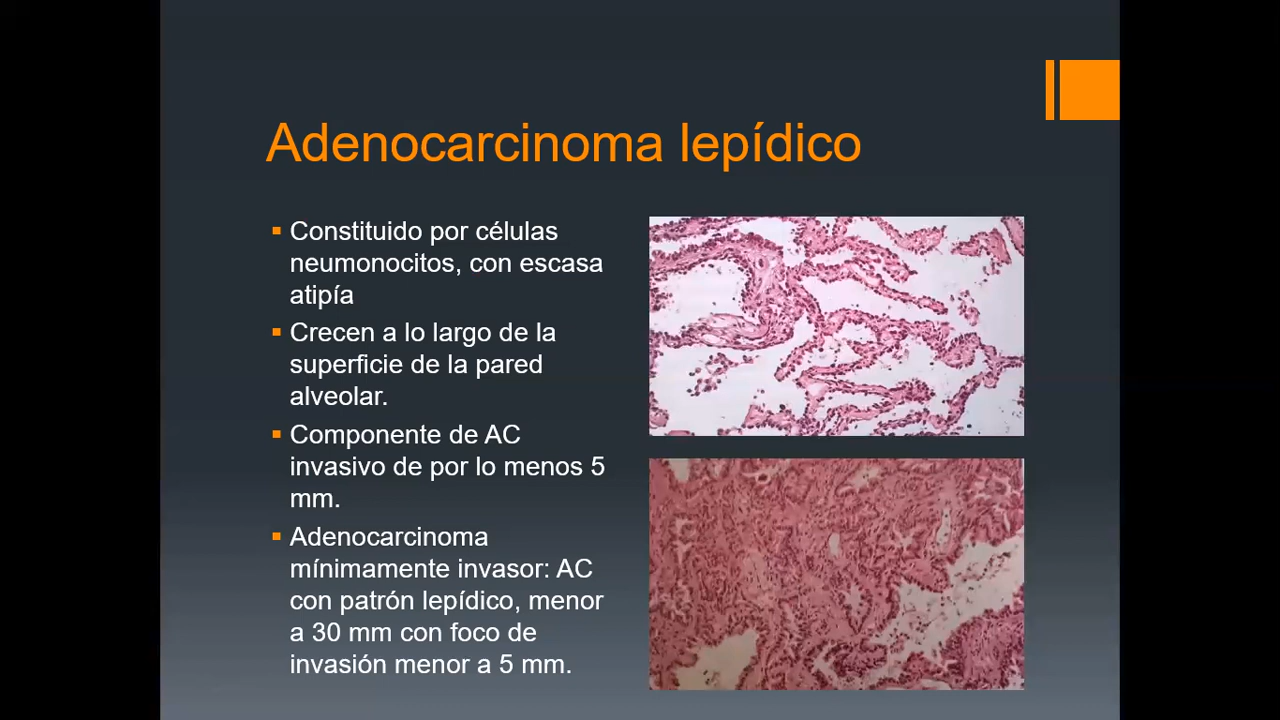 Adenocarcinoma lepídico
Constituido por células
neumonocitos, con escasa
atipía
Crecen a lo largo de la
superficie de la pared
alveolar.
Componente de AC
invasivo de por lo menos 5
mm.
Adenocarcinoma
mínimamente invasor: AC
con patrón lepídico, menor
a 30 mm con foco de
invasión menor a 5 mm.